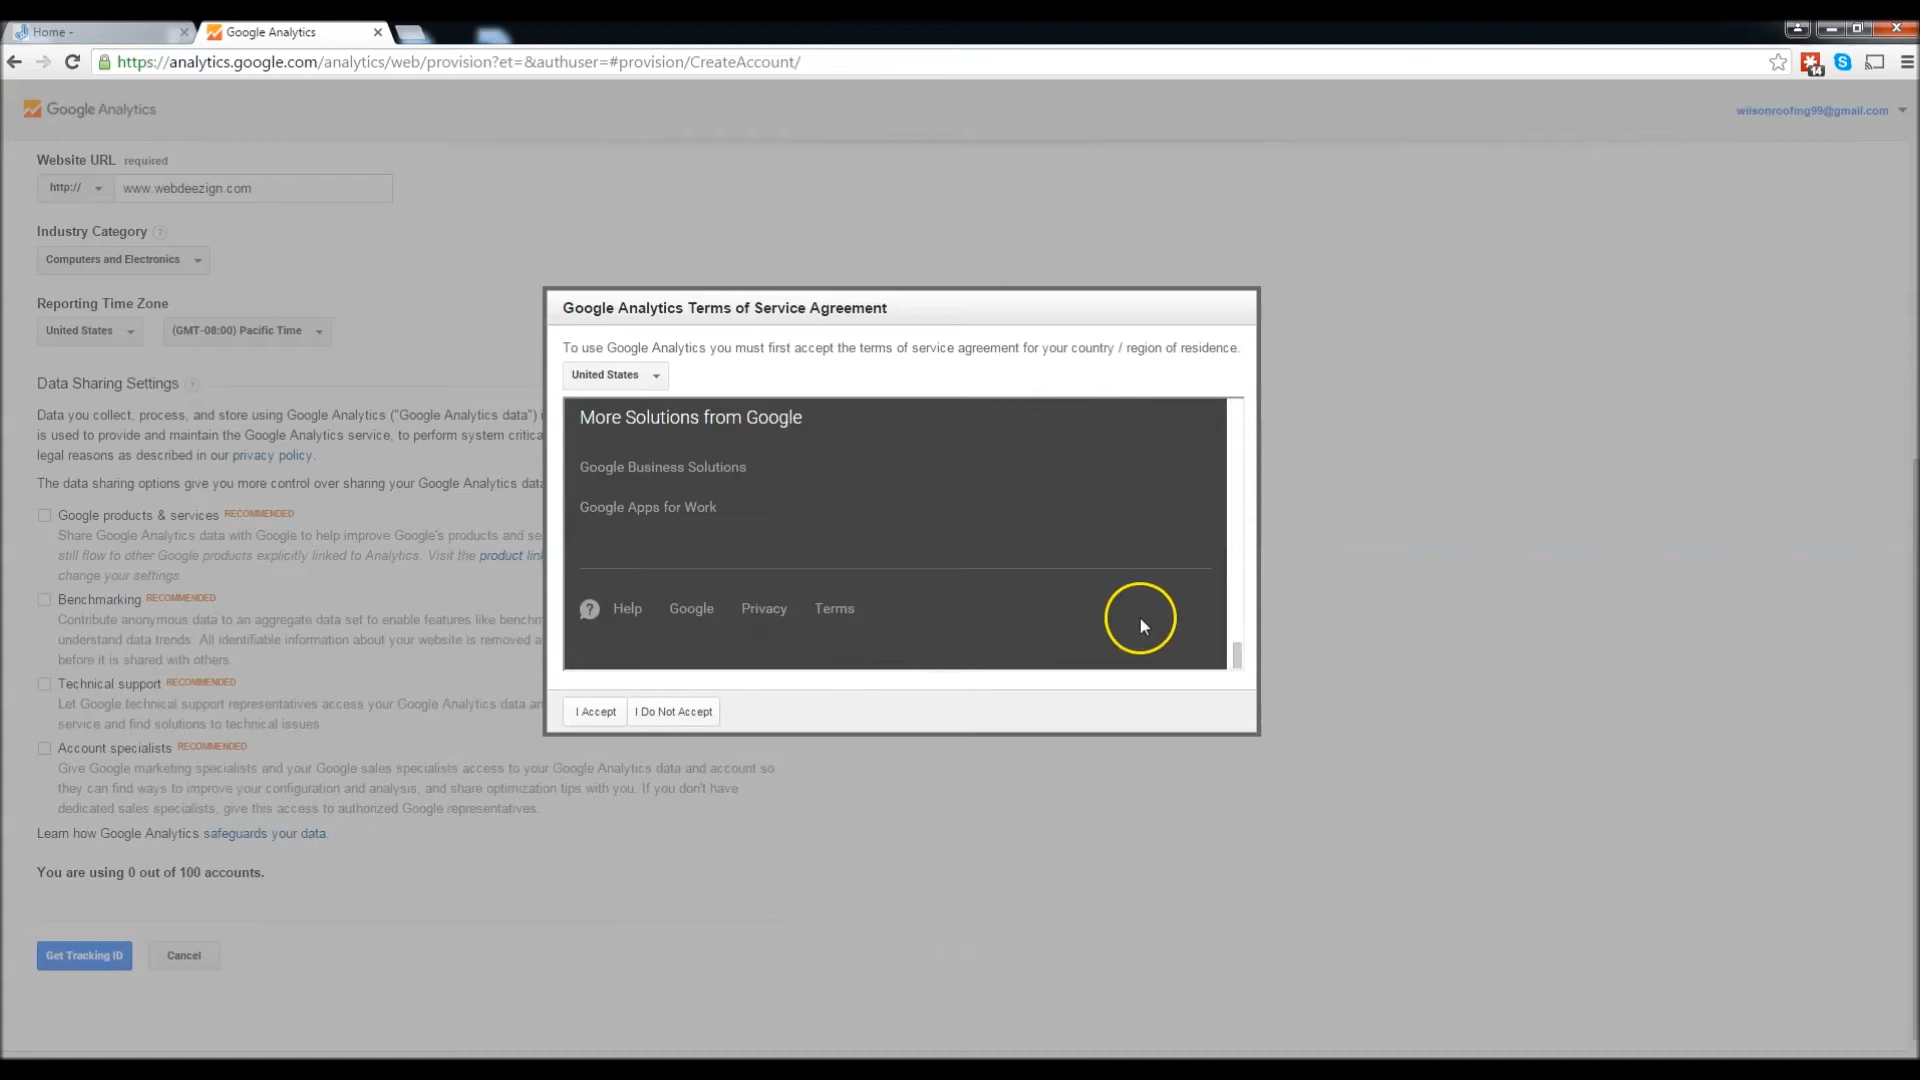 Home -
Google Analytics
https://analytics.google.com/analytics/web/provision?et=&authuser=#provision/CreateAccount/
14
Google Analytics
wilsonroofing99@gmail.com
Website URL required
http://
www.webdeezign.com
Industry Category ?
Computers and Electronics
Reporting Time Zone
United States
(GMT-08:00) Pacific Time
Data Sharing Settings ?
Data you collect, process, and store using Google Analytics ("Google Analytics data") i
is used to provide and maintain the Google Analytics service, to perform system critica
legal reasons as described in our privacy policy.
The data sharing options give you more control over sharing your Google Analytics data
Google products & services RECOMMENDED
Share Google Analytics data with Google to help improve Google's products and se
still flow to other Google products explicitly linked to Analytics. Visit the product link
change your settings.
Benchmarking RECOMMENDED
Contribute anonymous data to an aggregate data set to enable features like benchm
understand data trends. All identifiable information about your website is removed a
before it is shared with others.
Technical support RECOMMENDED
Let Google technical support representatives access your Google Analytics data an
service and find solutions to technical issues.
Account specialists RECOMMENDED
Give Google marketing specialists and your Google sales specialists access to your Google Analytics data and account so
they can find ways to improve your configuration and analysis, and share optimization tips with you. If you don't have
dedicated sales specialists, give this access to authorized Google representatives.
Learn how Google Analytics safeguards your data.
You are using 0 out of 100 accounts.
Get Tracking ID
Cancel
Google Analytics Terms of Service Agreement
To use Google Analytics you must first accept the terms of service agreement for your country / region of residence.
United States
More Solutions from Google
Google Business Solutions
Google Apps for Work
? Help Google Privacy Terms
I Accept
I Do Not Accept